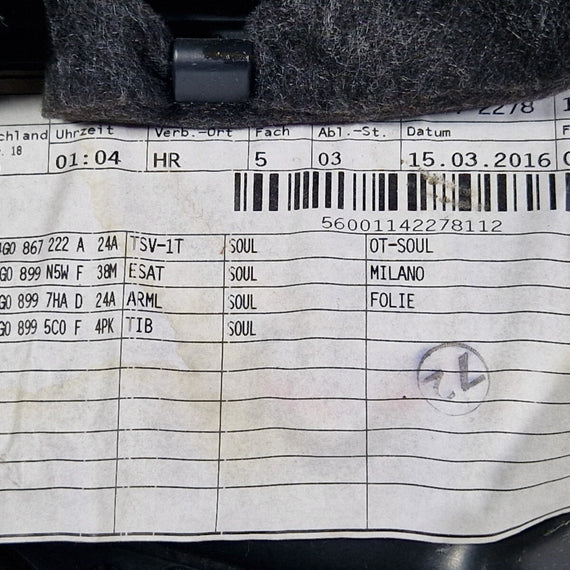 2278
chland Uhrzeit Verb.-Ort Fach Abl.-St. Datum
. 18 01:04 HR 5 03 15.03.2016
56001142278112
G0 867 222 A 24A TSV-1T SOUL OT-SOUL
G0 899 N5W F 38M ESAT SOUL MILANO
G0 899 7HA D 24A ARML SOUL FOLIE
G0 899 5C0 F 4PK TIB SOUL